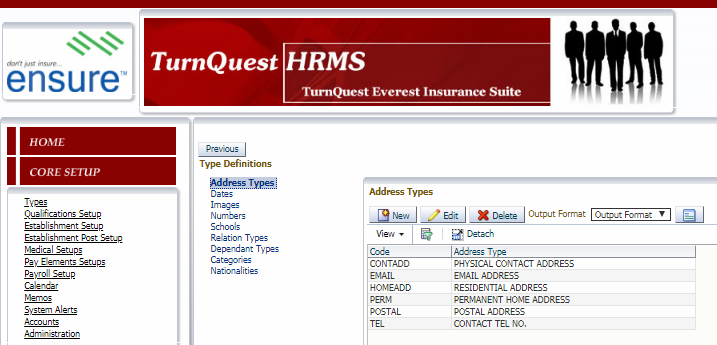 don't just insure...
ensure™
TurnQuest HRMS
TurnQuest Everest Insurance Suite
HOME
CORE SETUP
Types
Qualifications Setup
Establishment Setup
Establishment Post Setup
Medical Setups
Pay Elements Setups
Payroll Setup
Calendar
Memos
System Alerts
Accounts
Administration
Previous
Type Definitions
Address Types
Dates
Images
Numbers
Schools
Relation Types
Dependant Types
Categories
Nationalities
Address Types
New Edit Delete Output Format Output Format
View Detach
Code Address Type
CONTADD PHYSICAL CONTACT ADDRESS
EMAIL EMAIL ADDRESS
HOMEADD RESIDENTIAL ADDRESS
PERM PERMANENT HOME ADDRESS
POSTAL POSTAL ADDRESS
TEL CONTACT TEL NO.